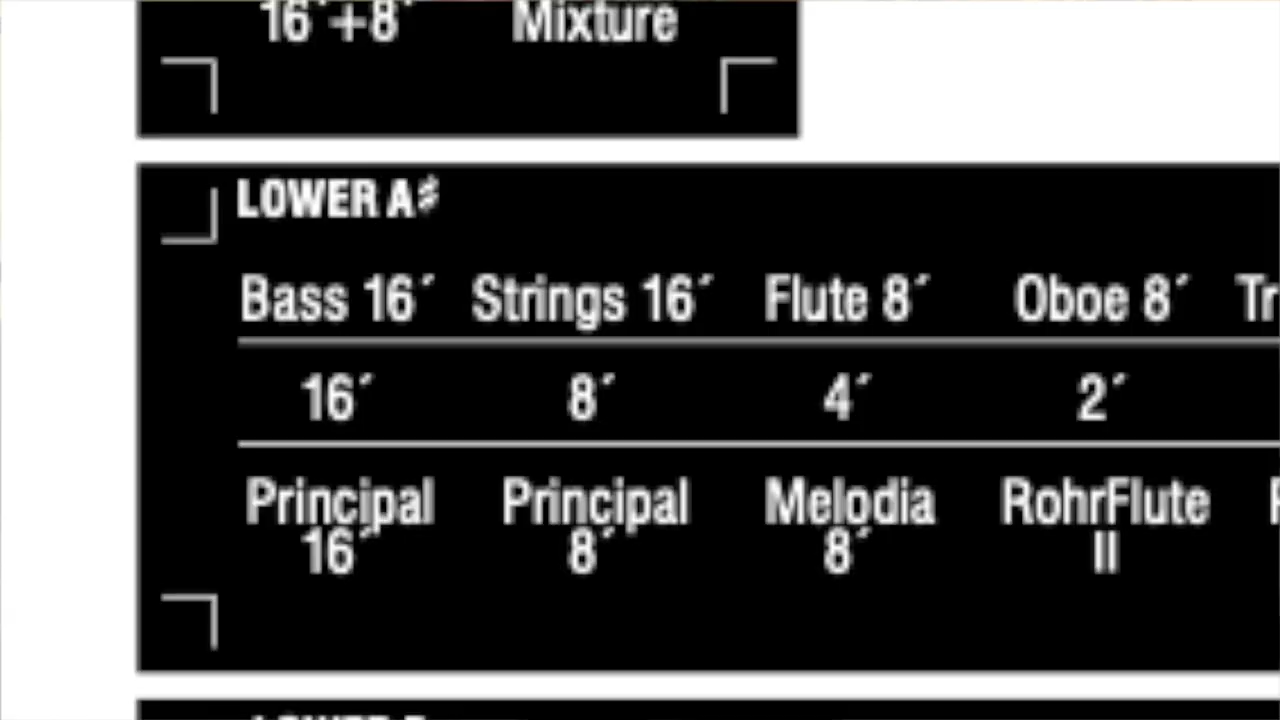 16´+8´ Mixture
LOWER A♯
Bass 16´ Strings 16´ Flute 8´ Oboe 8´ Tr
16´ 8´ 4´ 2´
Principal Principal Melodia RohrFlute
16´ 8´ 8´ II